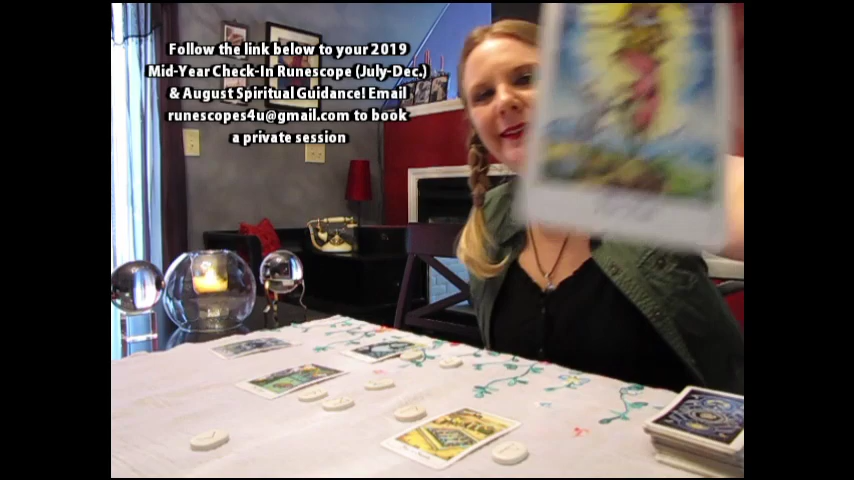 Follow the link below to your 2019
Mid-Year Check-In Runescope (July-Dec.)
& August Spiritual Guidance! Email
runescopes4u@gmail.com to book
a private session